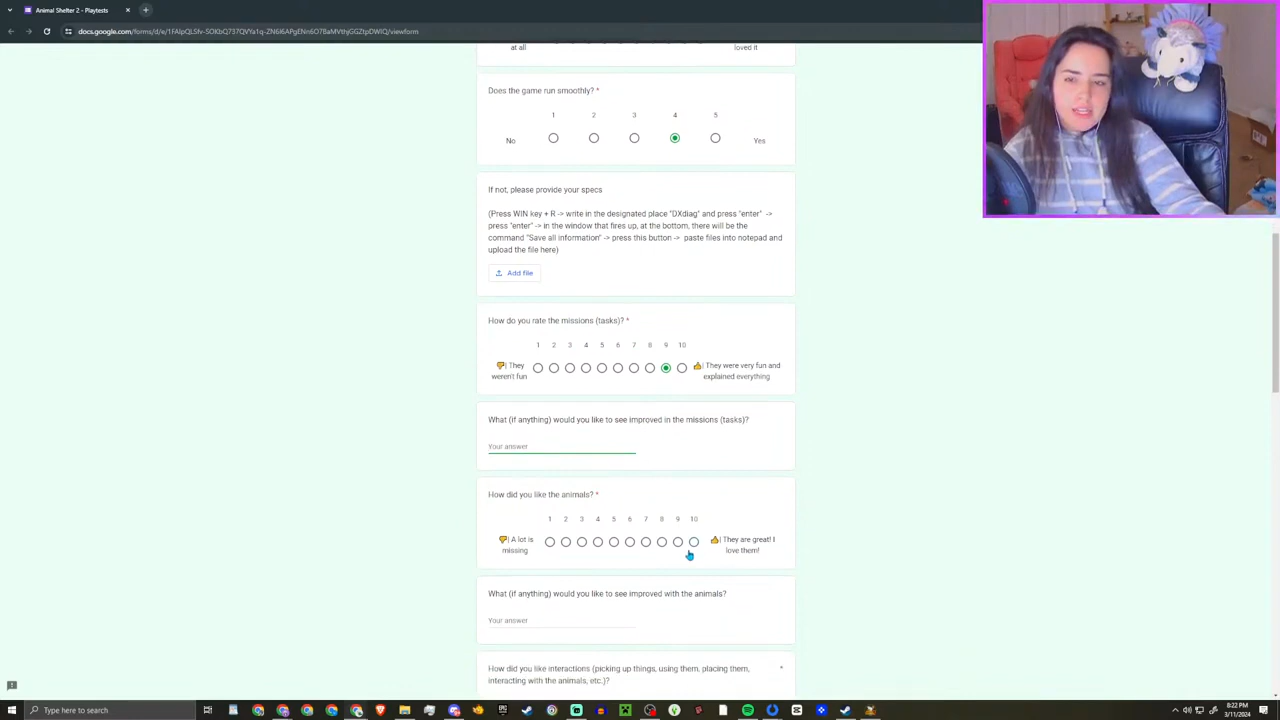 Animal Shelter 2 - Playtests
at all
loved it
Does the game run smoothly? *
1 2 3 4 5
No
Yes
If not, please provide your specs
(Press WIN key + R -> write in the designated place "DXdiag" and press "enter" ->
press "enter" -> in the window that fires up, at the bottom, there will be the
command "Save all information" -> press this button -> paste files into notepad and
upload the file here)
Add file
How do you rate the missions (tasks)? *
1 2 3 4 5 6 7 8 9 10
👎| They
weren't fun
👍| They were very fun and
explained everything
What (if anything) would you like to see improved in the missions (tasks)?
Your answer
How did you like the animals? *
1 2 3 4 5 6 7 8 9 10
👎| A lot is
missing
👍| They are great! I
love them!
What (if anything) would you like to see improved with the animals?
Your answer
How did you like interactions (picking up things, using them, placing them, *
interacting with the animals, etc.)?
Type here to search
8:22 PM
3/11/2024